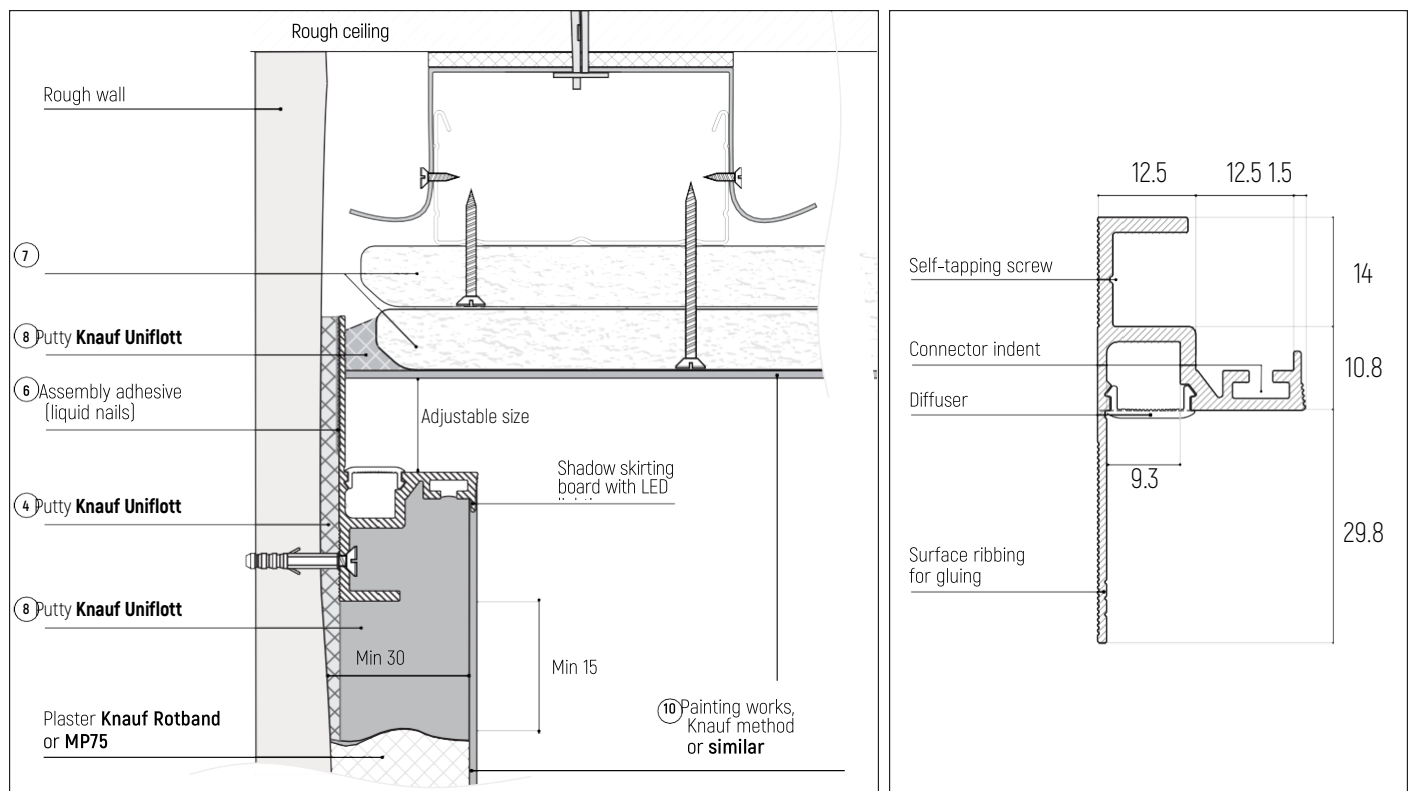 Rough ceiling
Rough wall
7
8 Putty Knauf Uniflott
6 Assembly adhesive
(liquid nails)
Adjustable size
Shadow skirting
board with LED
4 Putty Knauf Uniflott
8 Putty Knauf Uniflott
Min 30
Min 15
Plaster Knauf Rotband
or MP75
10 Painting works,
Knauf method
or similar
12.5 12.5 1.5
Self-tapping screw
14
Connector indent
10.8
Diffuser
9.3
29.8
Surface ribbing
for gluing